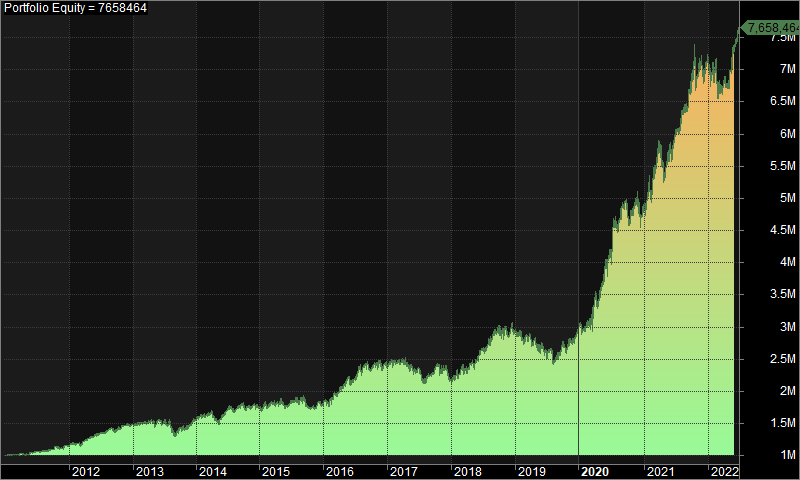 Portfolio Equity = 7658464
7,658,464
7.5M
7M
6.5M
6M
5.5M
5M
4.5M
4M
3.5M
3M
2.5M
2M
1.5M
1M
2012 2013 2014 2015 2016 2017 2018 2019 2020 2021 2022